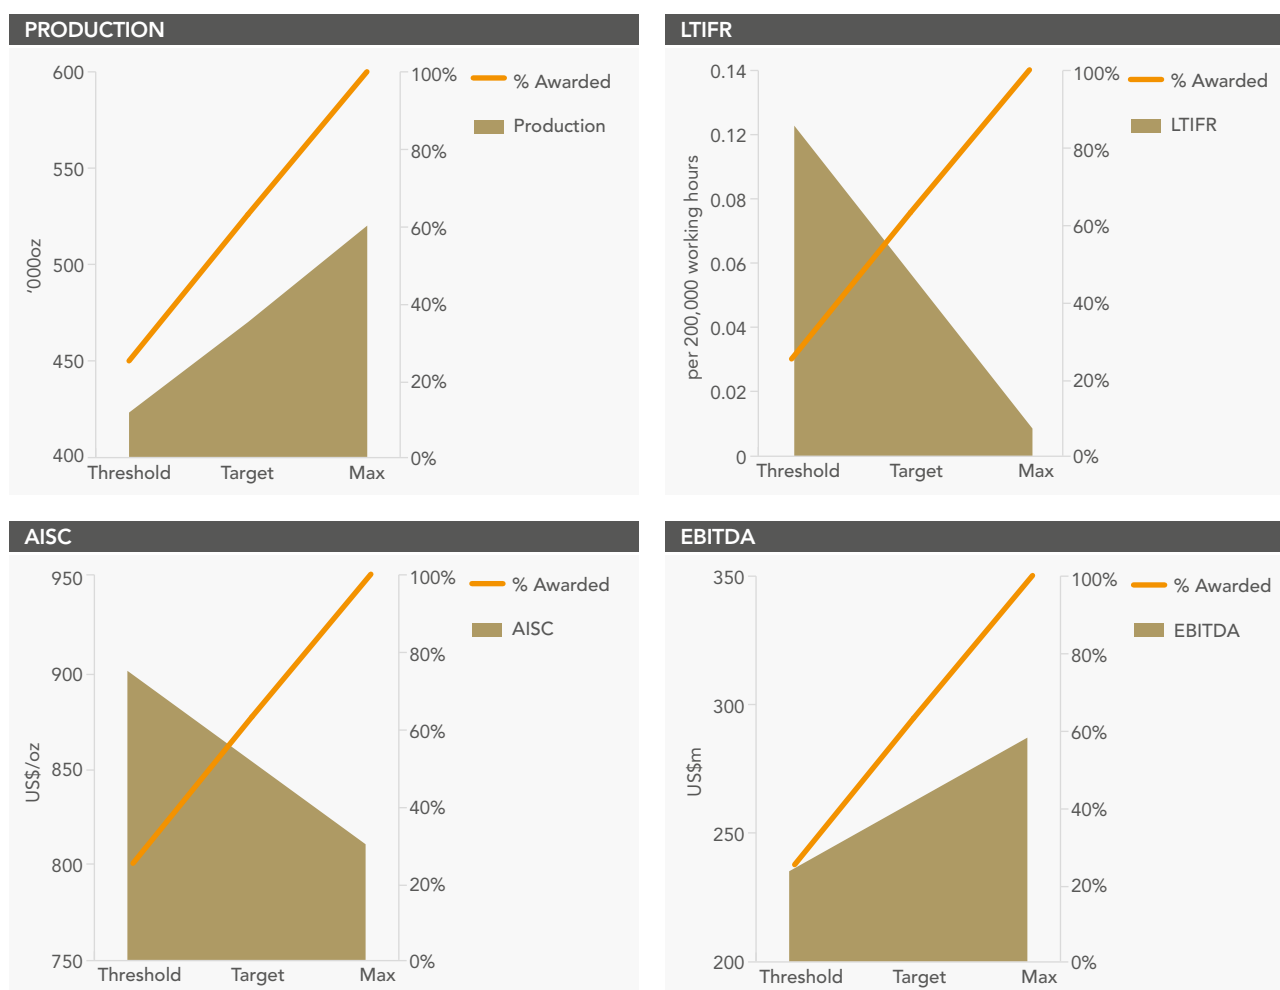 PRODUCTION
600
550
500
450
400
'000oz
100%
80%
60%
40%
20%
0%
Threshold
Target
Max
% Awarded
Production
LTIFR
0.14
0.12
0.08
0.06
0.04
0.02
0
per 200,000 working hours
100%
80%
60%
40%
20%
0%
Threshold
Target
Max
% Awarded
LTIFR
AISC
950
900
850
800
750
US$/oz
100%
80%
60%
40%
20%
0%
Threshold
Target
Max
% Awarded
AISC
EBITDA
350
300
250
200
US$m
100%
80%
60%
40%
20%
0%
Threshold
Target
Max
% Awarded
EBITDA